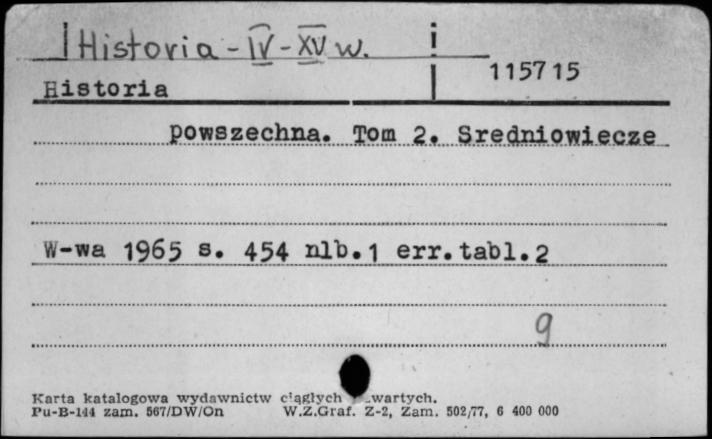 Historia - IV - XV w.
115715
Historia
powszechna. Tom 2. Sredniowiecze
W-wa 1965 s. 454 nlb.1 err.tabl.2
9
Karta katalogowa wydawnictw ciągłych wartych.
Pu-B-144 zam. 567/DW/On W.Z.Graf. Z-2, Zam. 502/77, 6 400 000